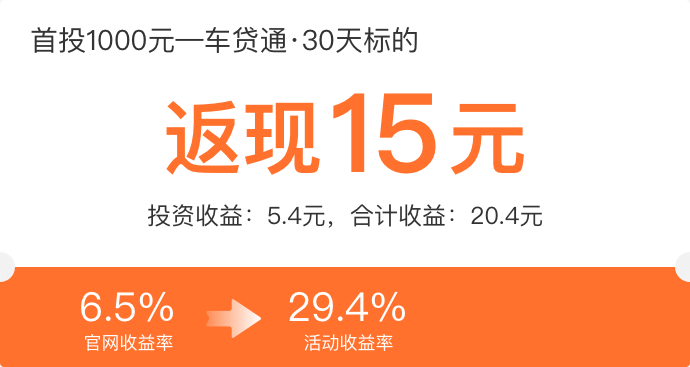 首投1000元—车贷通·30天标的
返现15元
投资收益：5.4元，合计收益：20.4元
6.5% 29.4%
官网收益率 活动收益率